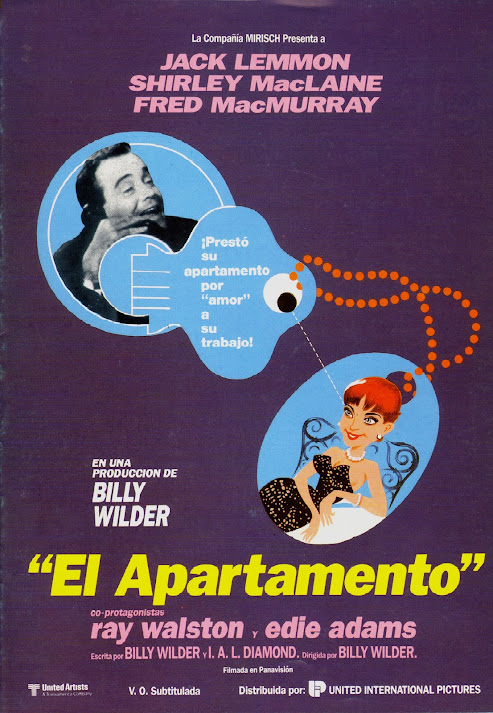 La Compañía MIRISCH Presenta a
JACK LEMMON
SHIRLEY MacLAINE
FRED MacMURRAY
¡Prestó
su
apartamento
por
"amor"
a
su
trabajo!
EN UNA
PRODUCCION DE
BILLY
WILDER
"El Apartamento"
co-protagonistas
ray walston Y edie adams
Escrita por BILLY WILDER y I. A. L. DIAMOND. Dirigida por BILLY WILDER.
Filmada en Panavisión
United Artists
A Transamerica Company
V. O. Subtitulada
Distribuida por: UNITED INTERNATIONAL PICTURES